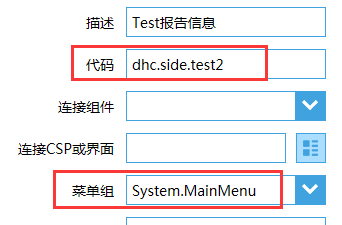 描述 Test报告信息
代码 dhc.side.test2
连接组件
连接CSP或界面
菜单组 System.MainMenu